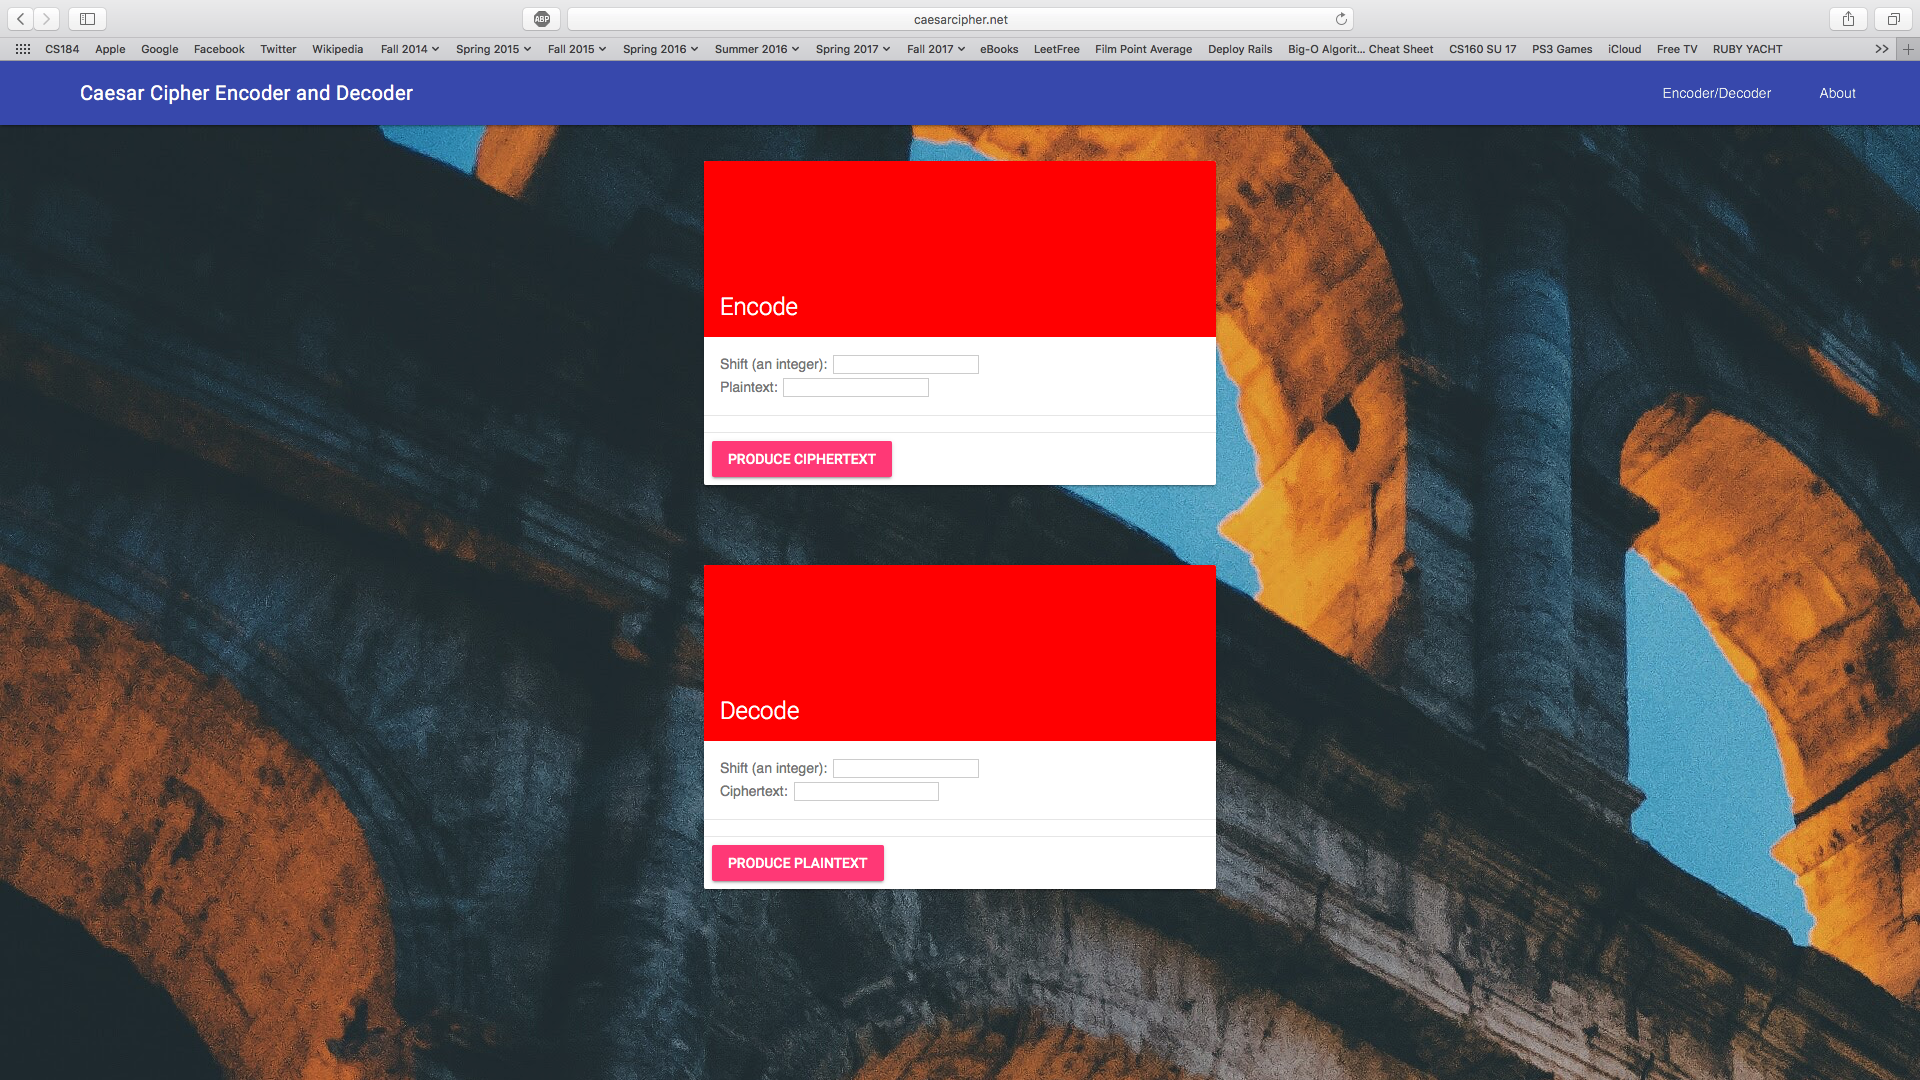 ABP
caesarcipher.net
CS184 Apple Google Facebook Twitter Wikipedia Fall 2014 Spring 2015 Fall 2015 Spring 2016 Summer 2016 Spring 2017 Fall 2017 eBooks LeetFree Film Point Average Deploy Rails Big-O Algorit... Cheat Sheet CS160 SU 17 PS3 Games iCloud Free TV RUBY YACHT
Caesar Cipher Encoder and Decoder
Encoder/Decoder About
Encode
Shift (an integer):
Plaintext:
PRODUCE CIPHERTEXT
Decode
Shift (an integer):
Ciphertext:
PRODUCE PLAINTEXT